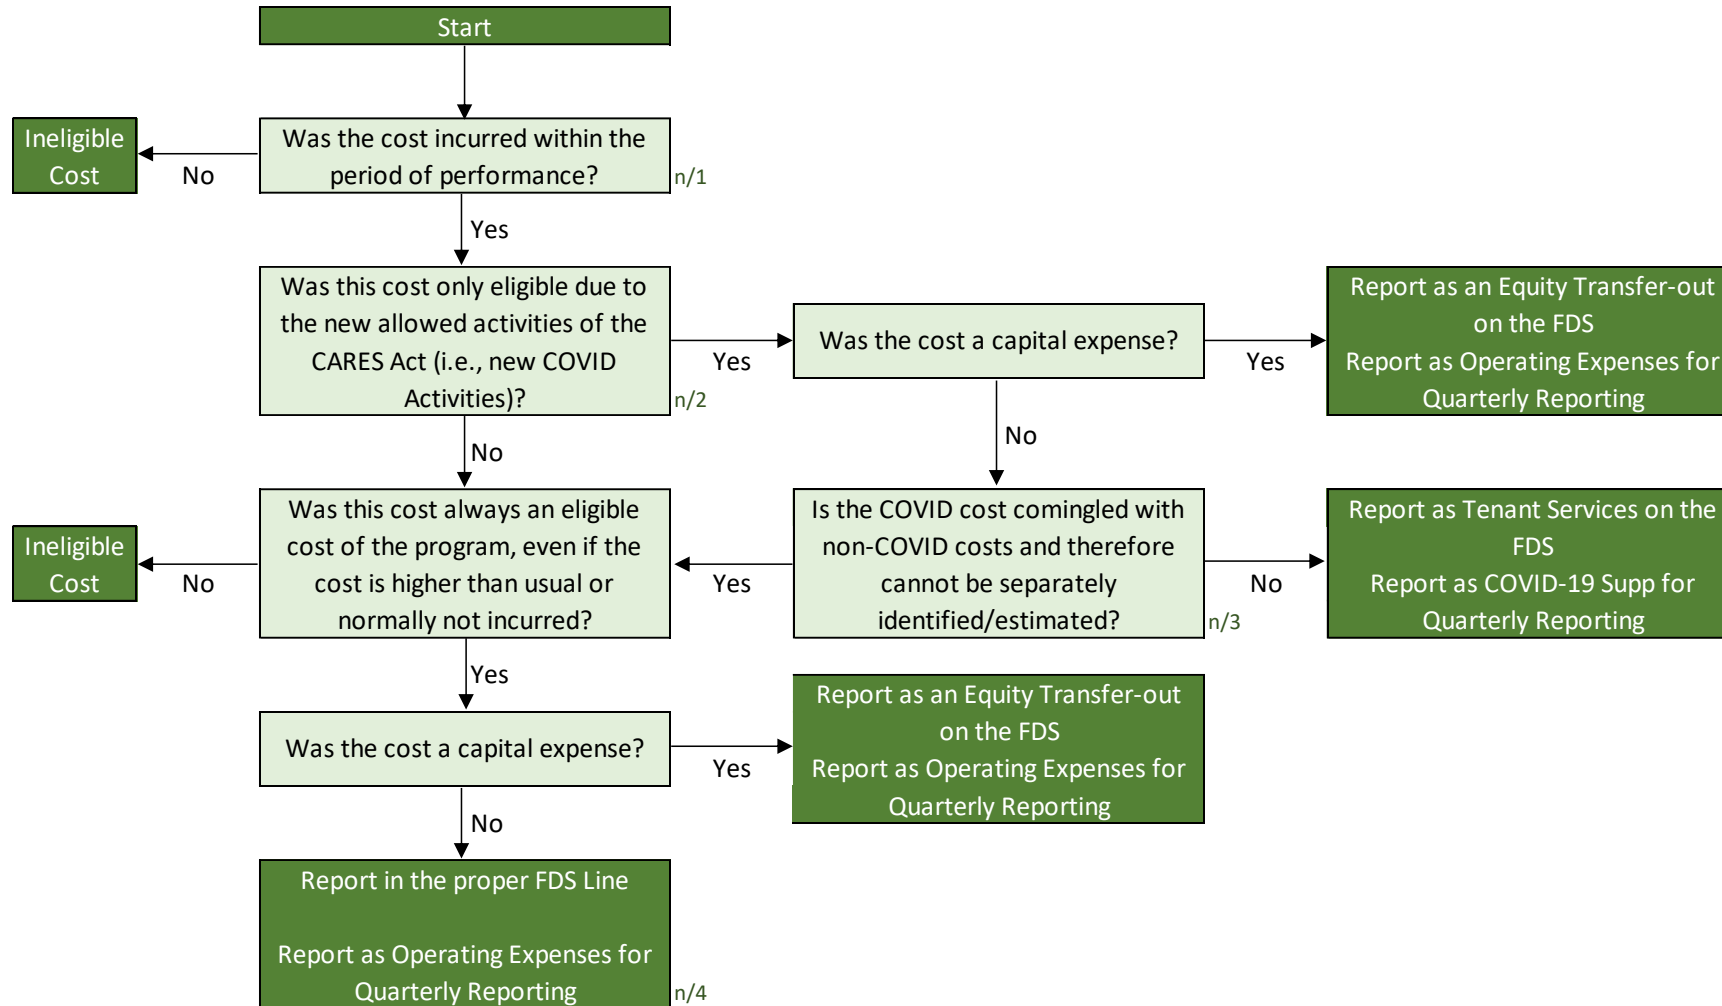 Start
Ineligible
Cost
No
Was the cost incurred within the
period of performance?
n/1
Yes
Was this cost only eligible due to
the new allowed activities of the
CARES Act (i.e., new COVID
Activities)?
n/2
Yes
Was the cost a capital expense?
Yes
Report as an Equity Transfer-out
on the FDS
Report as Operating Expenses for
Quarterly Reporting
No
No
Ineligible
Cost
No
Was this cost always an eligible
cost of the program, even if the
cost is higher than usual or
normally not incurred?
Yes
Is the COVID cost comingled with
non-COVID costs and therefore
cannot be separately
identified/estimated?
n/3
No
Report as Tenant Services on the
FDS
Report as COVID-19 Supp for
Quarterly Reporting
Yes
Was the cost a capital expense?
Yes
Report as an Equity Transfer-out
on the FDS
Report as Operating Expenses for
Quarterly Reporting
No
Report in the proper FDS Line
Report as Operating Expenses for
Quarterly Reporting
n/4